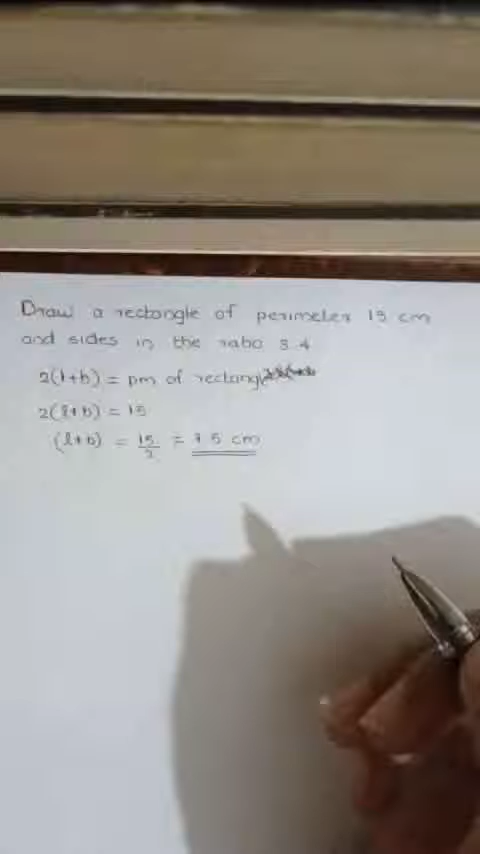 Draw a rectangle of perimeter 15 cm
and sides in the ratio 3:4
2(l+b) = pm of rectangle
2(l+b) = 15
(l+b) = 15/2 = 7.5 cm